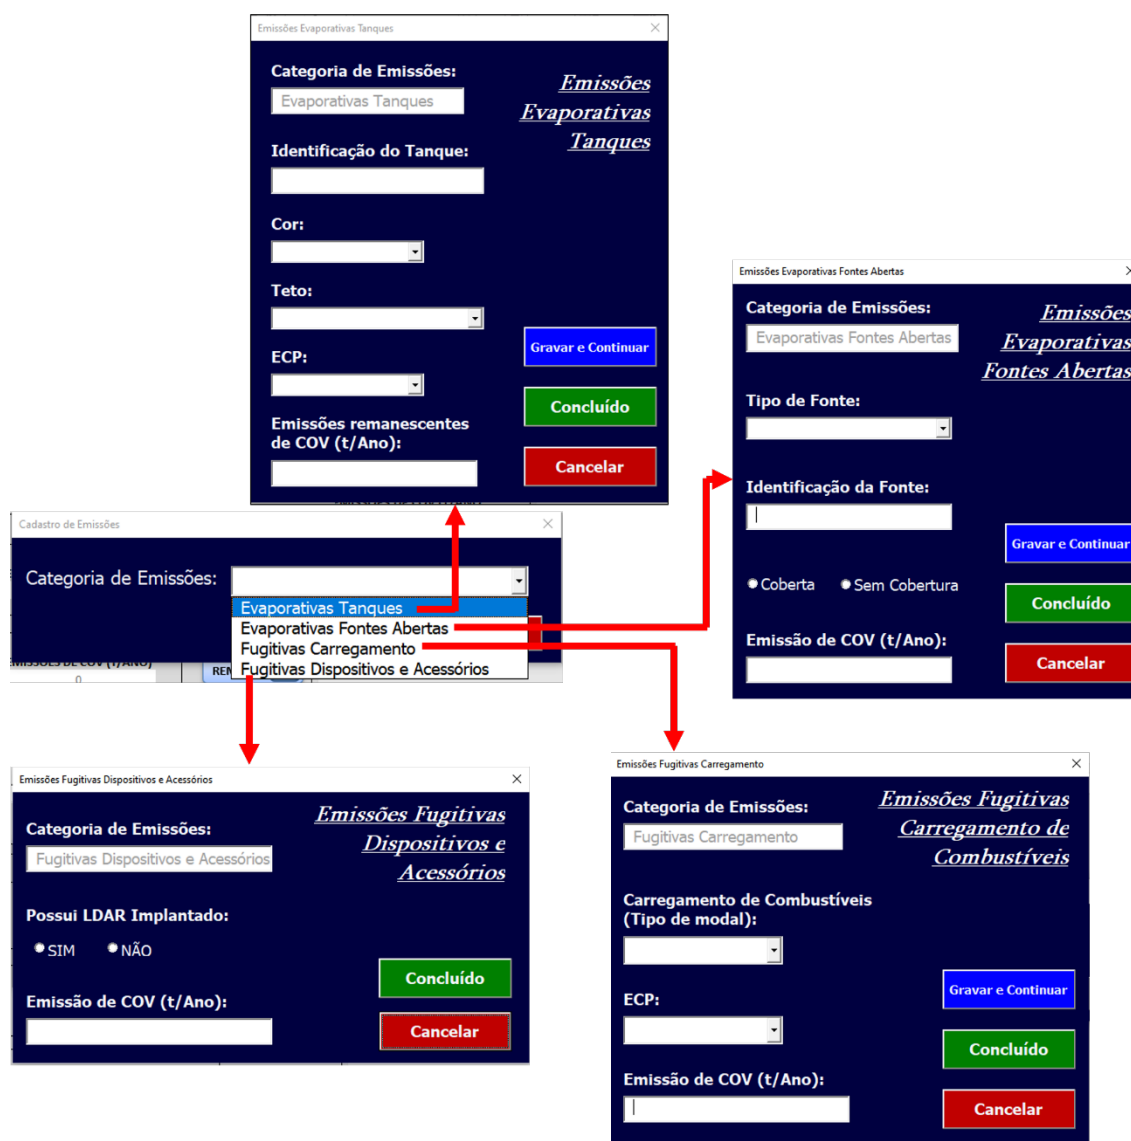 Emissões Evaporativas Tanques
Categoria de Emissões:
Evaporativas Tanques
Emissões
Evaporativas
Tanques
Identificação do Tanque:
Cor:
Teto:
ECP:
Emissões remanescentes
de COV (t/Ano):
Gravar e Continuar
Concluído
Cancelar
Emissões Evaporativas Fontes Abertas
Categoria de Emissões:
Evaporativas Fontes Abertas
Emissões
Evaporativas
Fontes Abertas
Tipo de Fonte:
Identificação da Fonte:
Coberta
Sem Cobertura
Emissão de COV (t/Ano):
Gravar e Continuar
Concluído
Cancelar
Cadastro de Emissões
Categoria de Emissões:
Evaporativas Tanques
Evaporativas Fontes Abertas
Fugitivas Carregamento
Fugitivas Dispositivos e Acessórios
DE COV (T/ANO)
0
REN
Emissões Fugitivas Dispositivos e Acessórios
Categoria de Emissões:
Fugitivas Dispositivos e Acessórios
Emissões Fugitivas
Dispositivos e
Acessórios
Possui LDAR Implantado:
SIM
NÃO
Emissão de COV (t/Ano):
Concluído
Cancelar
Emissões Fugitivas Carregamento
Categoria de Emissões:
Fugitivas Carregamento
Emissões Fugitivas
Carregamento de
Combustíveis
Carregamento de Combustíveis
(Tipo de modal):
ECP:
Emissão de COV (t/Ano):
Gravar e Continuar
Concluído
Cancelar